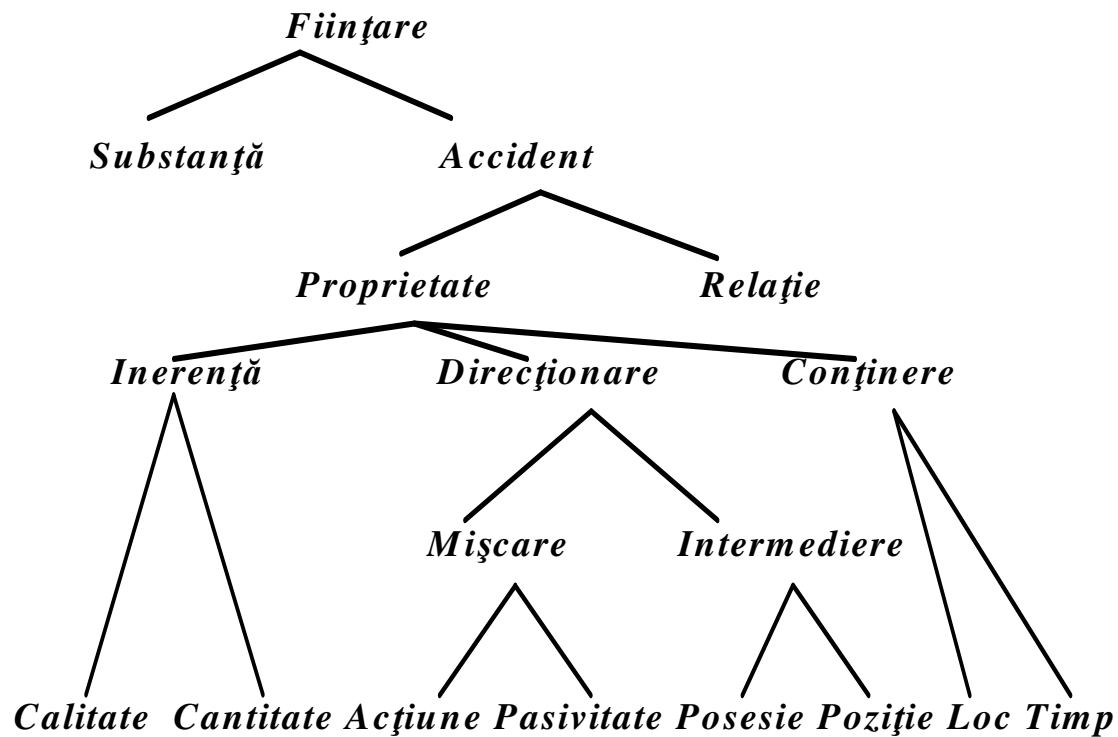 Fiinţare
Substanţă Accident
Proprietate Relaţie
Inerenţă Direcţionare Conţinere
Mişcare Intermediere
Calitate Cantitate Acţiune Pasivitate Posesie Poziţie Loc Timp